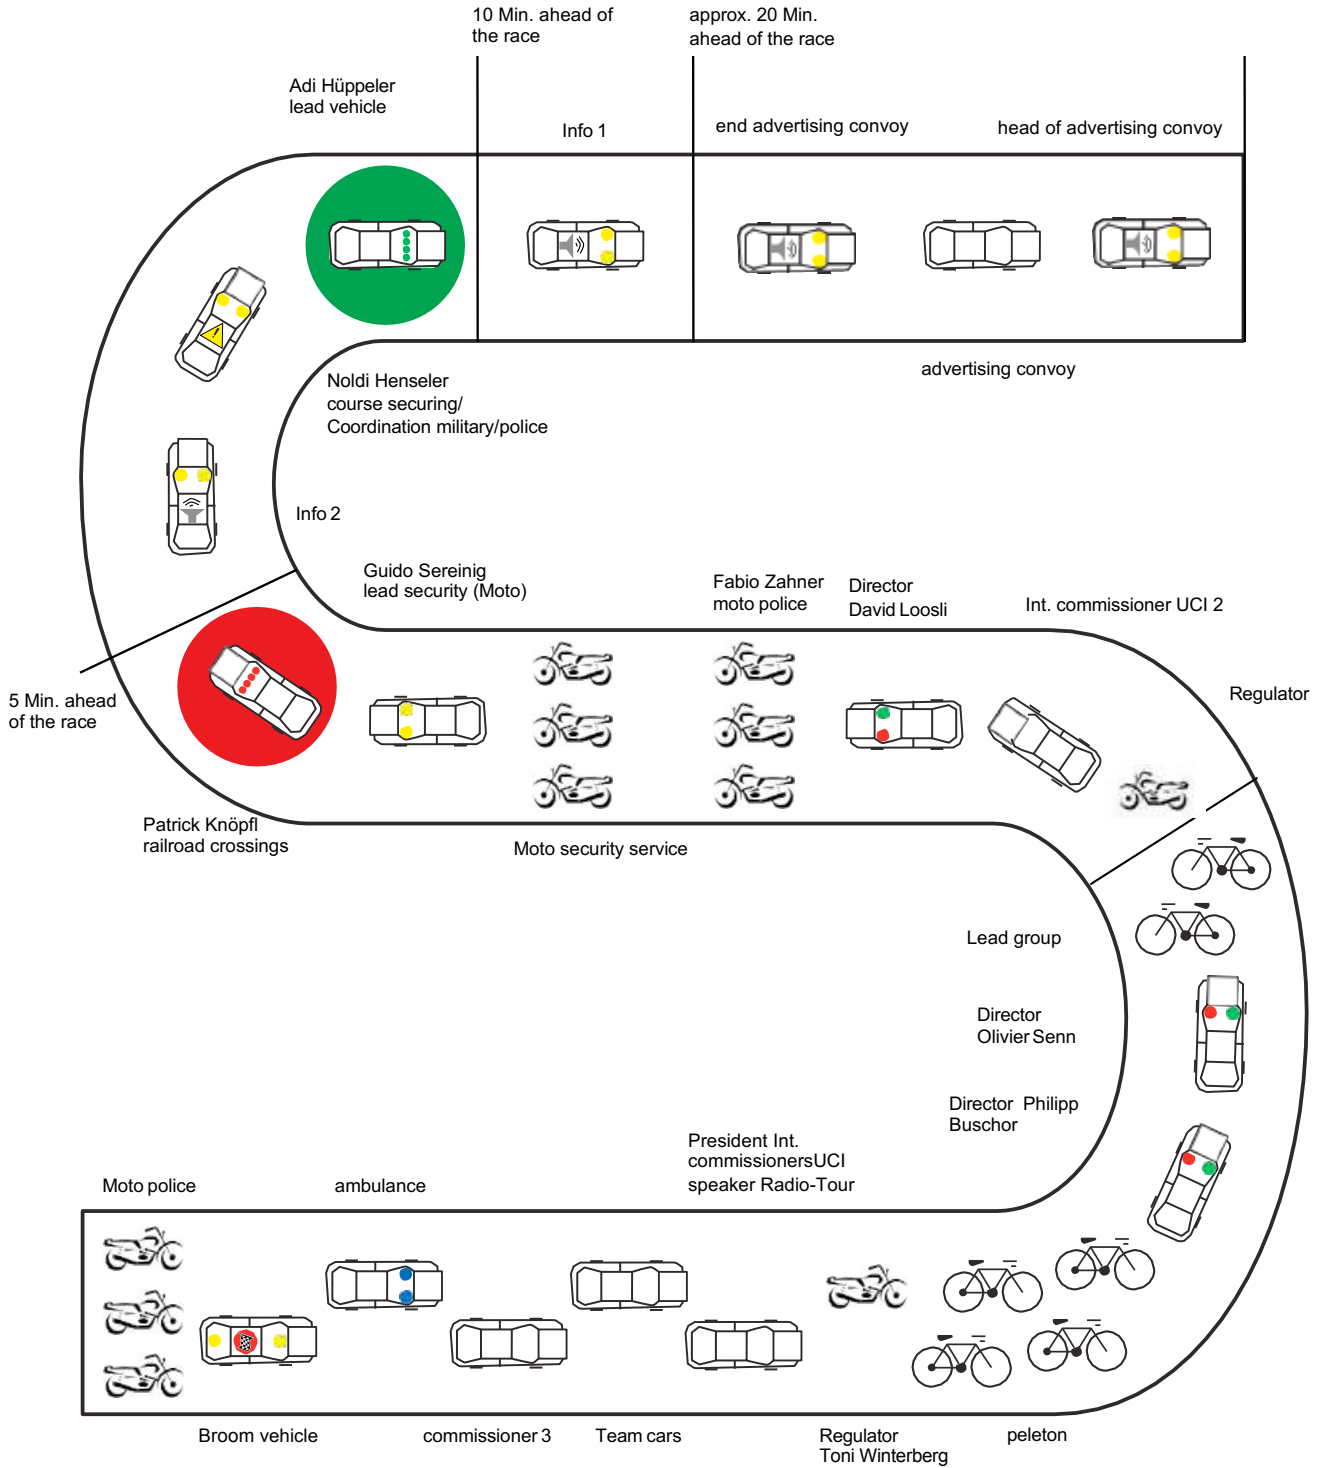 10 Min. ahead of
the race
approx. 20 Min.
ahead of the race
Adi Hüppeler
lead vehicle
Info 1
end advertising convoy
head of advertising convoy
advertising convoy
Noldi Henseler
course securing/
Coordination military/police
Info 2
Guido Sereinig
lead security (Moto)
Fabio Zahner
moto police
Director
David Loosli
Int. commissioner UCI 2
Regulator
5 Min. ahead
of the race
Patrick Knöpfl
railroad crossings
Moto security service
Lead group
Director
Olivier Senn
Director Philipp
Buschor
President Int.
commissionersUCI
speaker Radio-Tour
Moto police
ambulance
Broom vehicle
commissioner 3
Team cars
Regulator
Toni Winterberg
peleton